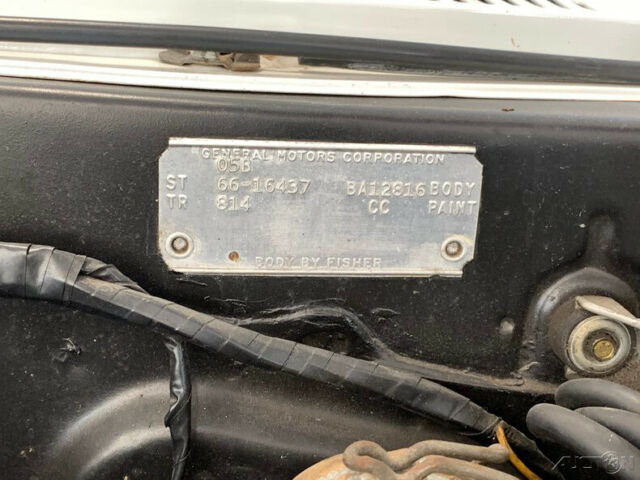 GENERAL MOTORS CORPORATION
05B
ST 66-16437 BA12816 BODY
TR 814 CC PAINT
BODY BY FISHER